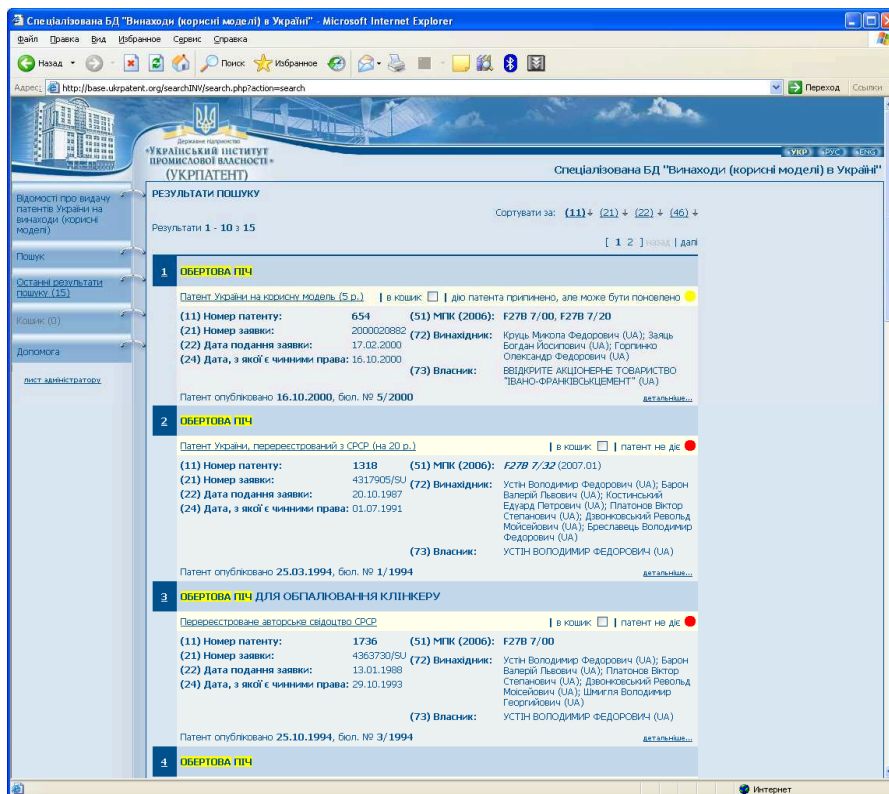 Спеціалізована БД "Винаходи (корисні моделі) в Україні" - Microsoft Internet Explorer
Файл Правка Вид Избранное Сервис Справка
Назад Поиск Избранное
Адрес: http://base.ukrpatent.org/searchINV/search.php?action=search Переход Ссылки
Державне підприємство
"УКРАЇНСЬКИЙ ІНСТИТУТ
ПРОМИСЛОВОЇ ВЛАСНОСТІ"
(УКРПАТЕНТ)
УКР РУС ENG
Спеціалізована БД "Винаходи (корисні моделі) в Україні"
Відомості про видачу
патентів України на
винаходи (корисні
моделі)
Пошук
Останні результати
пошуку (15)
Кошик (0)
Допомога
лист адміністратору
РЕЗУЛЬТАТИ ПОШУКУ
Сортувати за: (11) (21) (22) (46)
Результати 1 - 10 з 15
[ 1 2 ] назад | далі
1 ОБЕРТОВА ПІЧ
Патент України на корисну модель (5 р.) | в кошик | дію патента припинено, але може бути поновлено
(11) Номер патенту: 654 (51) МПК (2006): F27B 7/00, F27B 7/20
(21) Номер заявки: 2000020882 (72) Винахідник: Круць Микола Федорович (UA); Заяць
(22) Дата подання заявки: 17.02.2000 Богдан Йосипович (UA); Горпинко
(24) Дата, з якої є чинними права: 16.10.2000 Олександр Федорович (UA)
(73) Власник: ВВІДКРИТЕ АКЦІОНЕРНЕ ТОВАРИСТВО
"ІВАНО-ФРАНКІВСЬКЦЕМЕНТ" (UA)
Патент опубліковано 16.10.2000, бюл. № 5/2000 детальніше...
2 ОБЕРТОВА ПІЧ
Патент України, перереєстрований з СРСР (на 20 р.) | в кошик | патент не діє
(11) Номер патенту: 1318 (51) МПК (2006): F27B 7/32 (2007.01)
(21) Номер заявки: 4317905/SU (72) Винахідник: Устін Володимир Федорович (UA); Барон
(22) Дата подання заявки: 20.10.1987 Валерій Львович (UA); Костинський
(24) Дата, з якої є чинними права: 01.07.1991 Едуард Петрович (UA); Платонов Віктор
Степанович (UA); Дзвонковський Револьд
Мойсейович (UA); Бреславець Володимир
Федорович (UA)
(73) Власник: УСТІН ВОЛОДИМИР ФЕДОРОВИЧ (UA)
Патент опубліковано 25.03.1994, бюл. № 1/1994 детальніше...
3 ОБЕРТОВА ПІЧ ДЛЯ ОБПАЛЮВАННЯ КЛІНКЕРУ
Перереєстроване авторське свідоцтво СРСР | в кошик | патент не діє
(11) Номер патенту: 1736 (51) МПК (2006): F27B 7/00
(21) Номер заявки: 4363730/SU (72) Винахідник: Устін Володимир Федорович (UA); Барон
(22) Дата подання заявки: 13.01.1988 Валерій Львович (UA); Платонов Віктор
(24) Дата, з якої є чинними права: 29.10.1993 Степанович (UA); Дзвонковський Револьд
Моісейович (UA); Шмигля Володимир
Георгійович (UA)
(73) Власник: УСТІН ВОЛОДИМИР ФЕДОРОВИЧ (UA)
Патент опубліковано 25.10.1994, бюл. № 3/1994 детальніше...
4 ОБЕРТОВА ПІЧ
Интернет